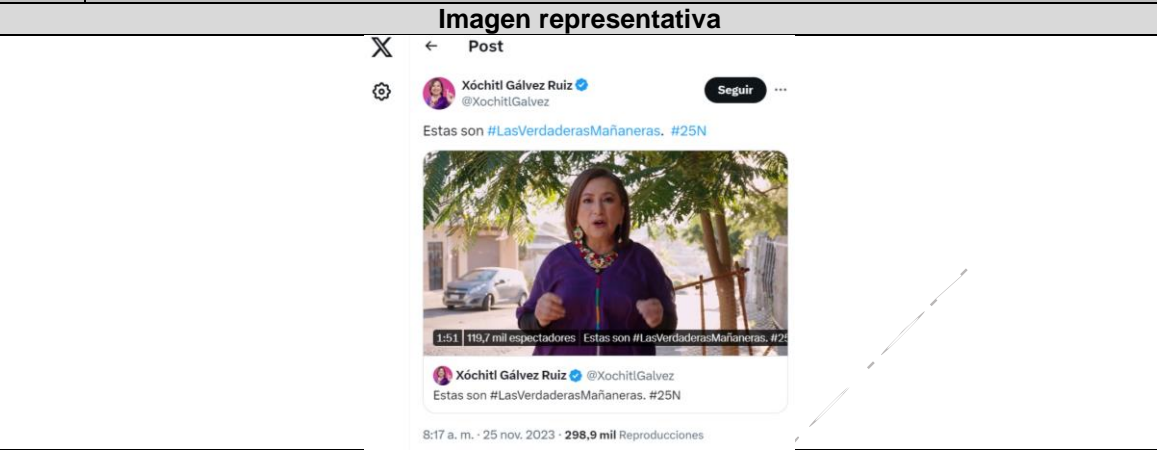 Imagen representativa
X
← Post
Xóchitl Gálvez Ruiz
@XochitlGalvez
Seguir ...
Estas son #LasVerdaderasMañaneras. #25N
1:51 119,7 mil espectadores Estas son #LasVerdaderasMañaneras. #25
Xóchitl Gálvez Ruiz @XochitlGalvez
Estas son #LasVerdaderasMañaneras. #25N
8:17 a. m. · 25 nov. 2023 · 298,9 mil Reproducciones